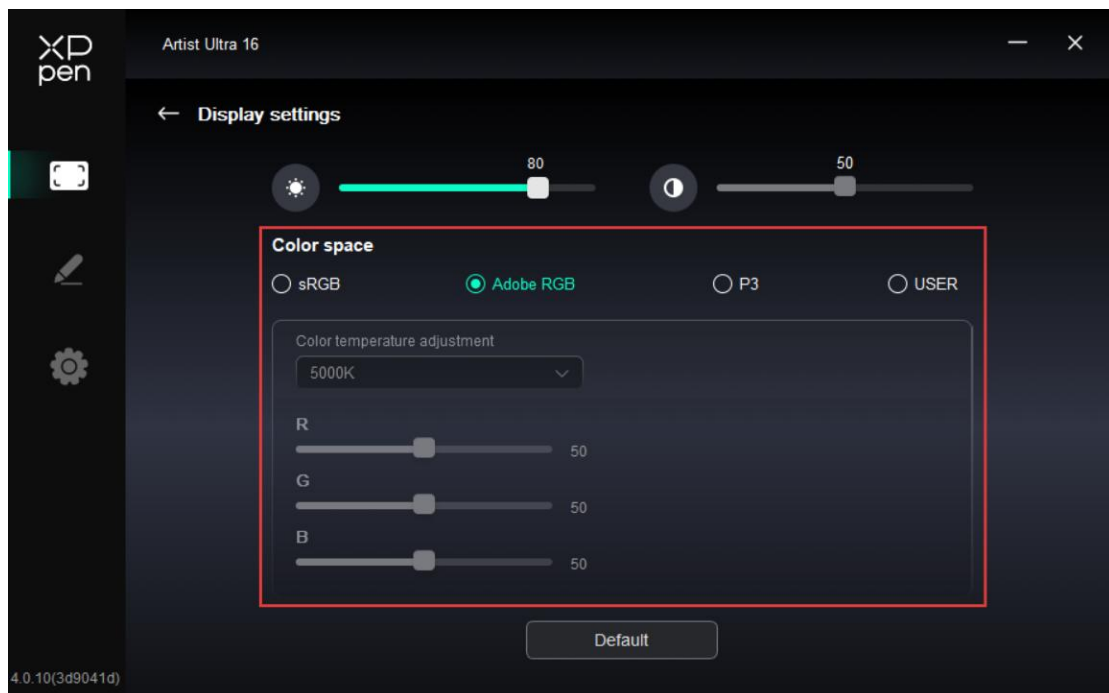 XP
pen
Artist Ultra 16
Display settings
80
50
Color space
sRGB
Adobe RGB
P3
USER
Color temperature adjustment
5000K
R
50
G
50
B
50
Default
4.0.10(3d9041d)